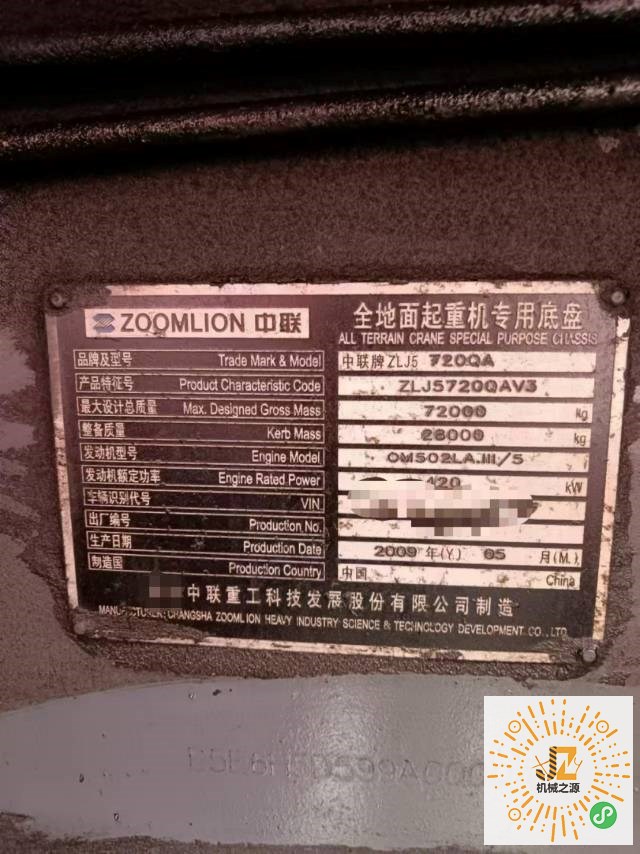 ZOOMLION 中联
全地面起重机专用底盘
ALL TERRAIN CRANE SPECIAL PURPOSE CHASSIS
品牌及型号 Trade Mark & Model 中联牌ZLJ5 720QA
产品特征号 Product Characteristic Code ZLJ5720QAV3
最大设计总质量 Max. Designed Gross Mass 72000 kg
整备质量 Kerb Mass 28000 kg
发动机型号 Engine Model OM502LA.III/5
发动机额定功率 Engine Rated Power 420 kW
车辆识别代号 VIN
出厂编号 Production No.
生产日期 Production Date 2009 年(Y) 05 月(M.)
制造国 Production Country 中国 China
中联重工科技发展股份有限公司制造
MANUFACTURER: CHANGSHA ZOOMLION HEAVY INDUSTRY SCIENCE & TECHNOLOGY DEVELOPMENT.CO.,LTD
JZ
机械之源